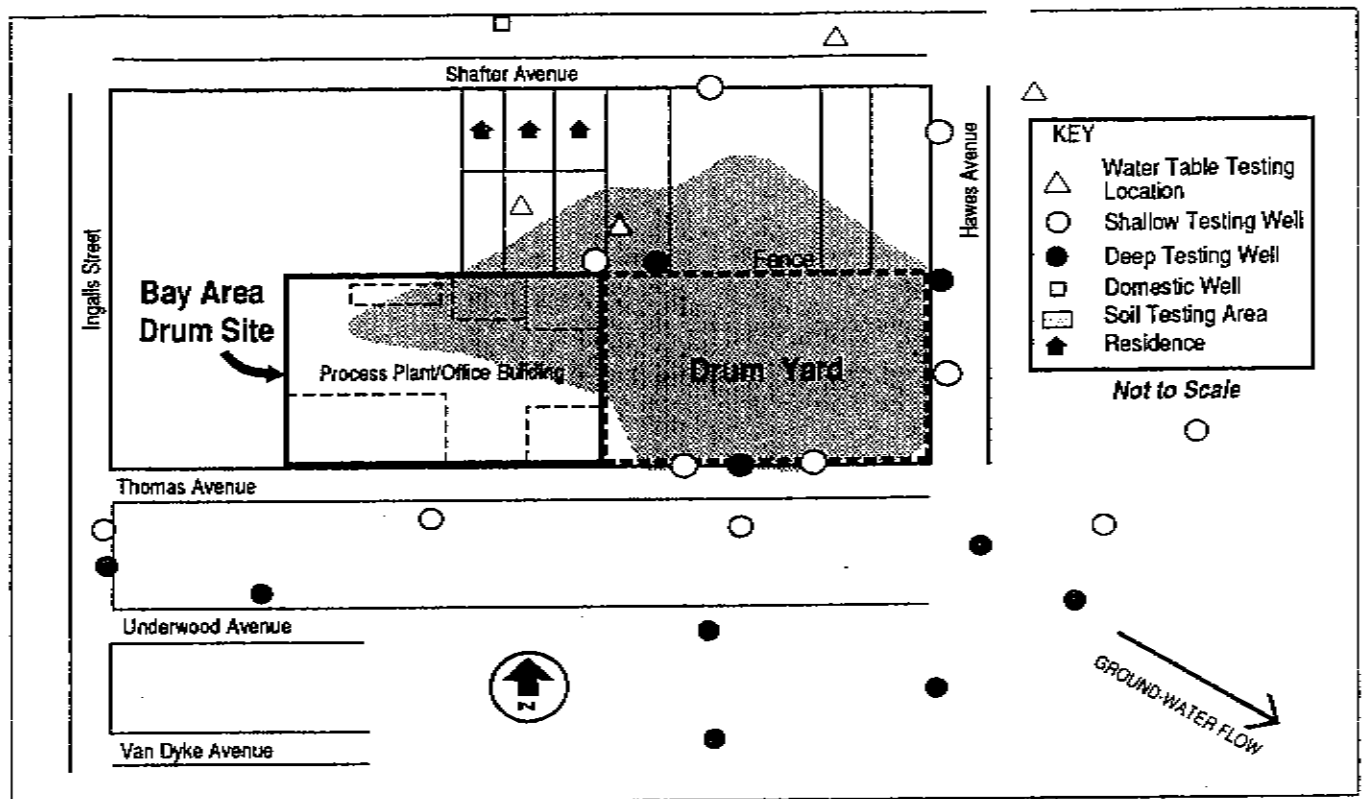 Shafter Avenue
Ingalls Street
Hawes Avenue
KEY
Water Table Testing
Location
Shallow Testing Well
Deep Testing Well
Domestic Well
Soil Testing Area
Residence
Not to Scale
Bay Area
Drum Site
Fence
Process Plant/Office Building
Drum Yard
Thomas Avenue
Underwood Avenue
N
GROUND-WATER FLOW
Van Dyke Avenue